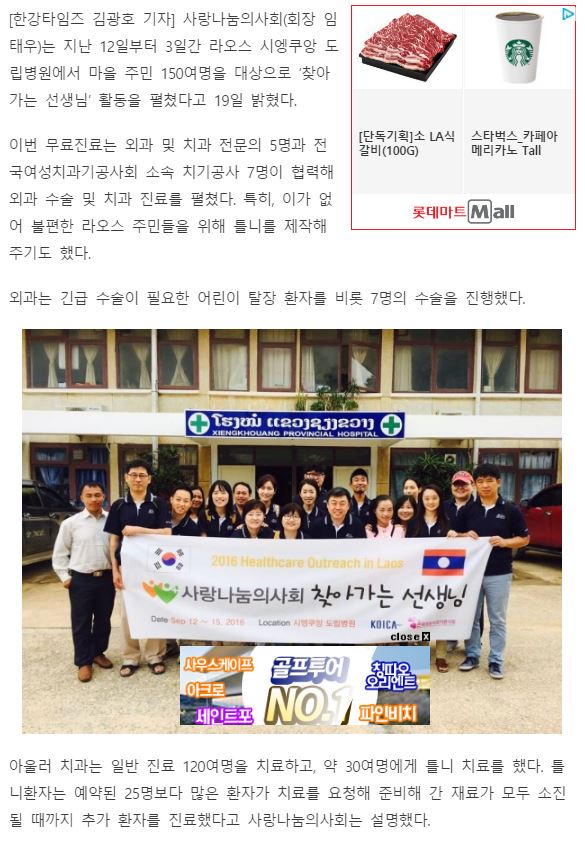 [한강타임즈 김광호 기자] 사랑나눔의사회(회장 임
태우)는 지난 12일부터 3일간 라오스 시엥쿠앙 도
립병원에서 마을 주민 150여명을 대상으로 '찾아
가는 선생님' 활동을 펼쳤다고 19일 밝혔다.
이번 무료진료는 외과 및 치과 전문의 5명과 전
국여성치과기공사회 소속 치기공사 7명이 협력해
외과 수술 및 치과 진료를 펼쳤다. 특히, 이가 없
어 불편한 라오스 주민들을 위해 틀니를 제작해
주기도 했다.
[단독기획]소 LA식
갈비(100G)
스타벅스_카페아
메리카노 Tall
롯데마트 Mall
외과는 긴급 수술이 필요한 어린이 탈장 환자를 비롯 7명의 수술을 진행했다.
ໂຮງໝໍ ແຂວງຊຽງຂວາງ
XIENGKHOUANG PROVINCIAL HOSPITAL
2016 Healthcare Outreach in Laos
사랑나눔의사회 찾아가는 선생님
Date Sep 12 ~ 15, 2016 Location 시엥쿠앙 도립병원 KOICA
close X
사우스케이프
아크로
세인트포
골프투어
NO.1
칭따오
오리엔트
파인비치
아울러 치과는 일반 진료 120여명을 치료하고, 약 30여명에게 틀니 치료를 했다. 틀
니환자는 예약된 25명보다 많은 환자가 치료를 요청해 준비해 간 재료가 모두 소진
될 때까지 추가 환자를 진료했다고 사랑나눔의사회는 설명했다.